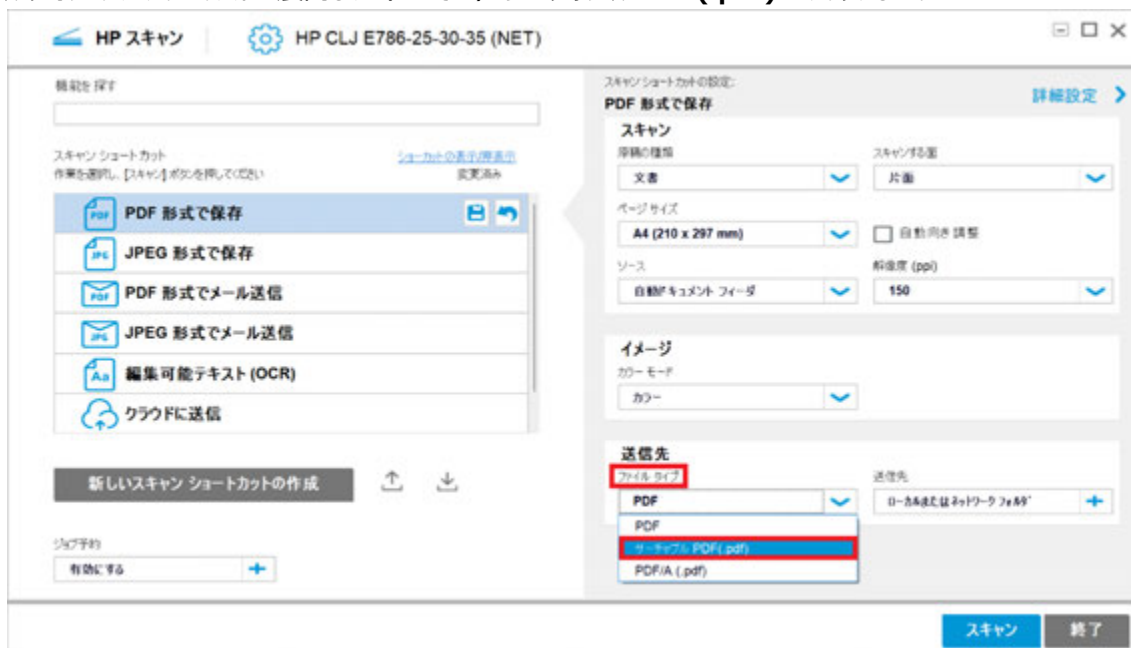 HP スキャン
HP CLJ E786-25-30-35 (NET)
機能を探す
スキャン ショートカット
作業を選択し、[スキャン] ボタンを押してください
変更済み
PDF
PDF 形式で保存
JPG
JPEG 形式で保存
PDF
PDF 形式でメール送信
JPG
JPEG 形式でメール送信
Aa
編集可能テキスト (OCR)
クラウドに送信
新しいスキャン ショートカットの作成
ジョブ予約
有効にする
スキャン ショートカットの設定:
PDF 形式で保存
詳細設定
スキャン
原稿の種類
スキャンする面
文書
片面
ページ サイズ
A4 (210 x 297 mm)
自動向き調整
ソース
解像度 (ppi)
自動ドキュメント フィーダ
150
イメージ
カラー モード
カラー
送信先
ファイル タイプ
送信先
PDF
ローカルまたはネットワーク フォルダ
PDF
サーチャブル PDF(.pdf)
PDF/A (.pdf)
スキャン
終了